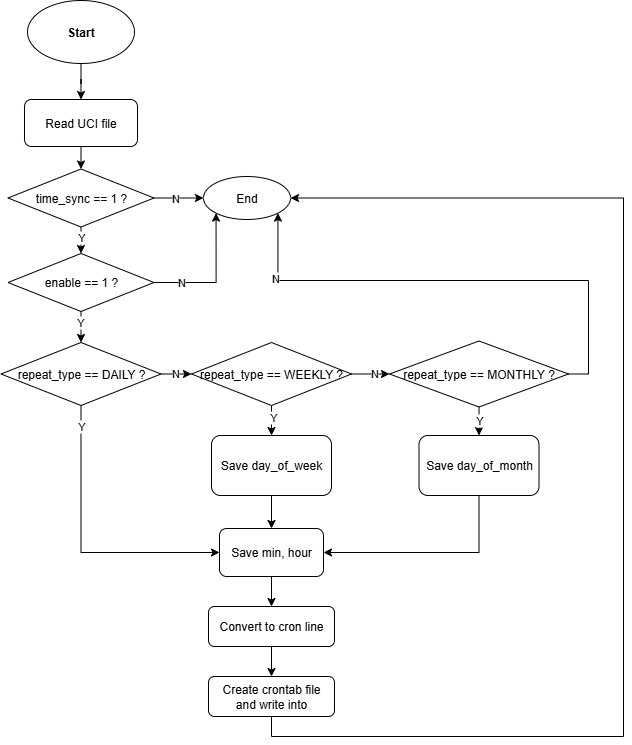 Start
Read UCI file
time_sync == 1 ?
N
End
Y
enable == 1 ?
N
N
Y
repeat_type == DAILY ?
N
repeat_type == WEEKLY ?
N
repeat_type == MONTHLY ?
Y
Y
Y
Save day_of_week
Save day_of_month
Save min, hour
Convert to cron line
Create crontab file
and write into